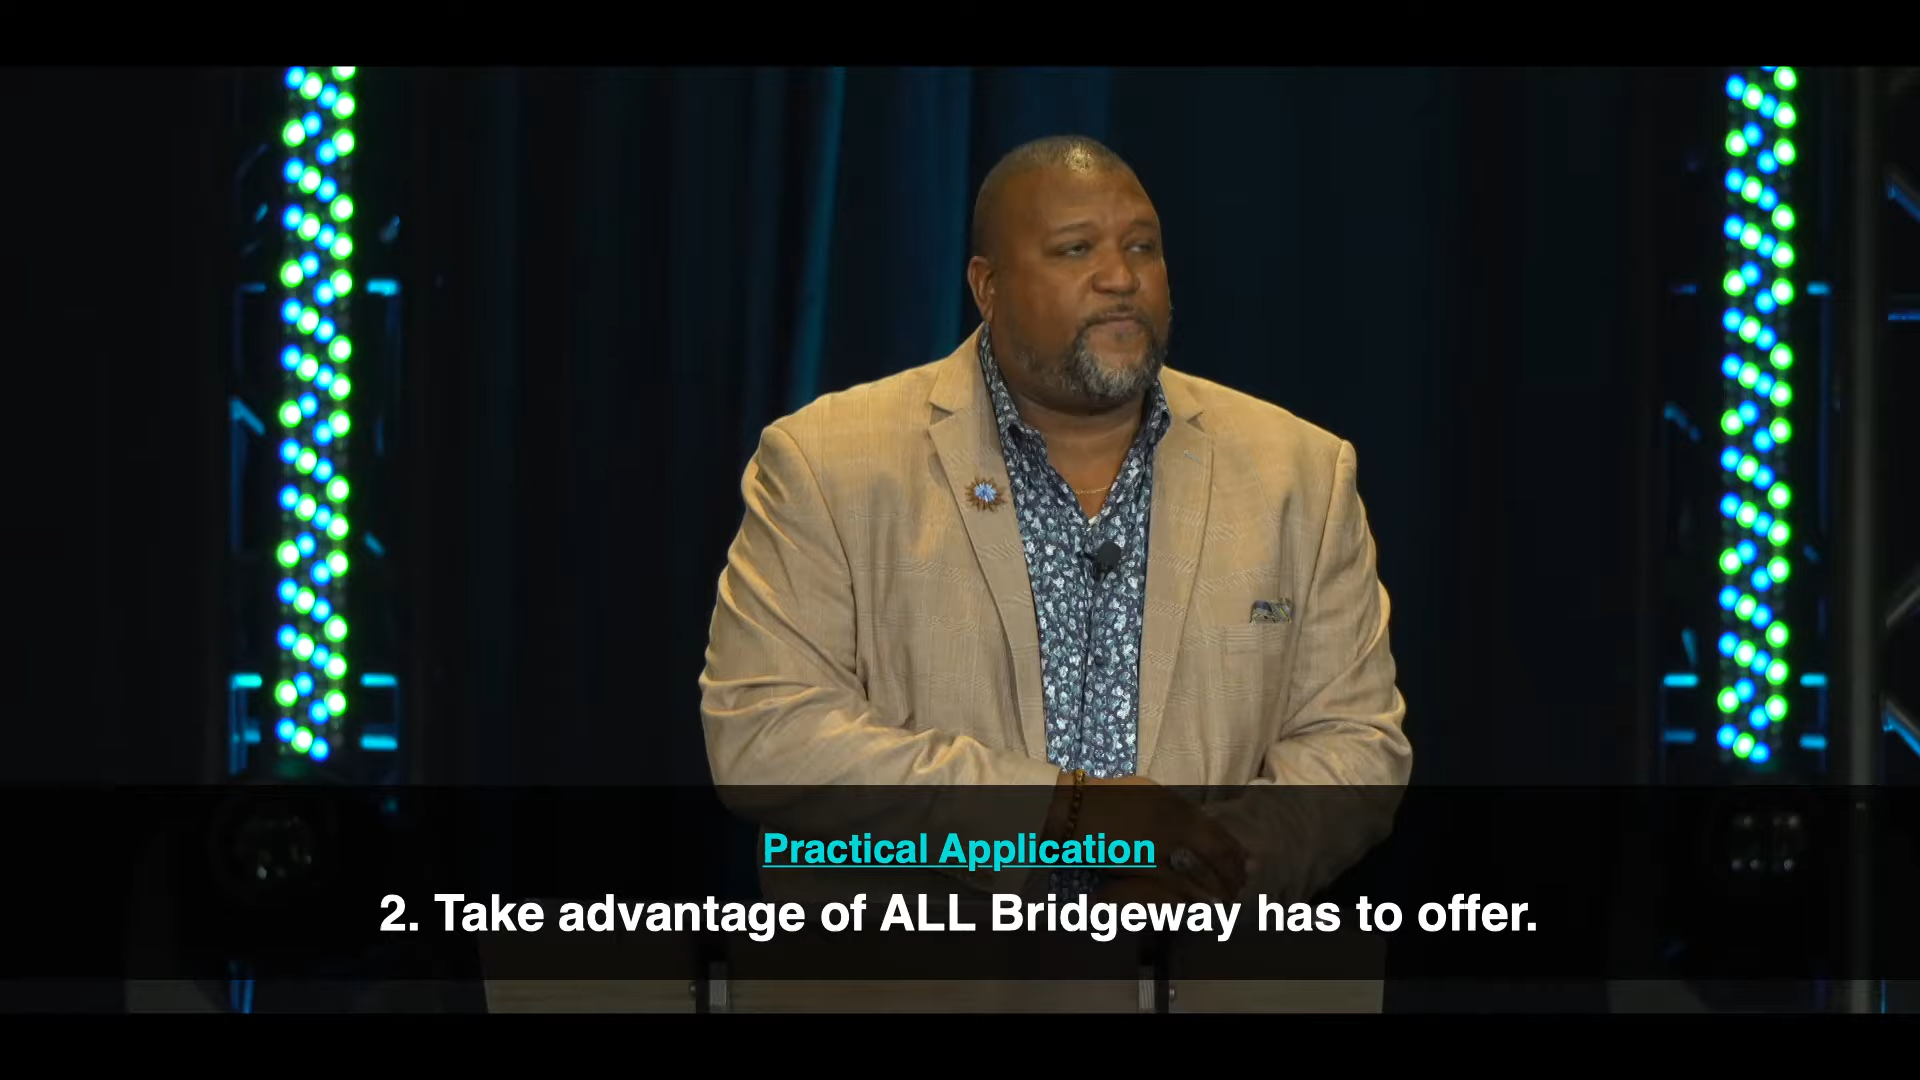 Practical Application
2. Take advantage of ALL Bridgeway has to offer.